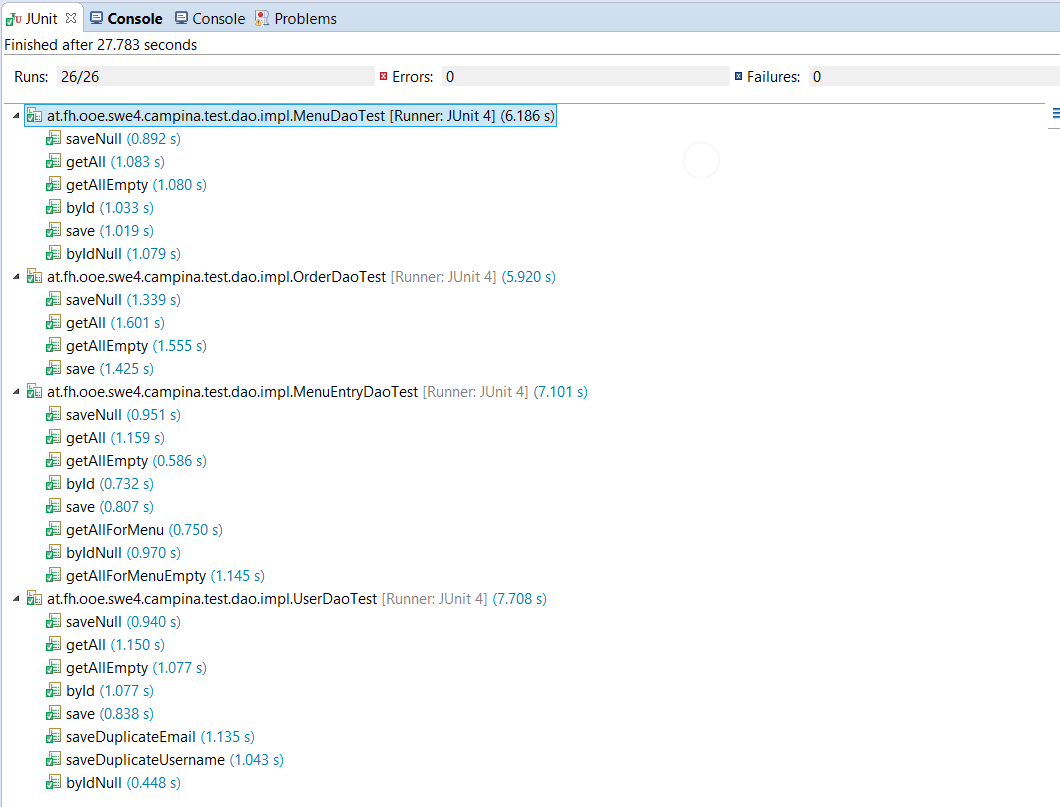 JUnit Console Console Problems
Finished after 27.783 seconds
Runs: 26/26 Errors: 0 Failures: 0
at.fh.ooe.swe4.campina.test.dao.impl.MenuDaoTest [Runner: JUnit 4] (6.186 s)
saveNull (0.892 s)
getAll (1.083 s)
getAllEmpty (1.080 s)
byId (1.033 s)
save (1.019 s)
byIdNull (1.079 s)
at.fh.ooe.swe4.campina.test.dao.impl.OrderDaoTest [Runner: JUnit 4] (5.920 s)
saveNull (1.339 s)
getAll (1.601 s)
getAllEmpty (1.555 s)
save (1.425 s)
at.fh.ooe.swe4.campina.test.dao.impl.MenuEntryDaoTest [Runner: JUnit 4] (7.101 s)
saveNull (0.951 s)
getAll (1.159 s)
getAllEmpty (0.586 s)
byId (0.732 s)
save (0.807 s)
getAllForMenu (0.750 s)
byIdNull (0.970 s)
getAllForMenuEmpty (1.145 s)
at.fh.ooe.swe4.campina.test.dao.impl.UserDaoTest [Runner: JUnit 4] (7.708 s)
saveNull (0.940 s)
getAll (1.150 s)
getAllEmpty (1.077 s)
byId (1.077 s)
save (0.838 s)
saveDuplicateEmail (1.135 s)
saveDuplicateUsername (1.043 s)
byIdNull (0.448 s)